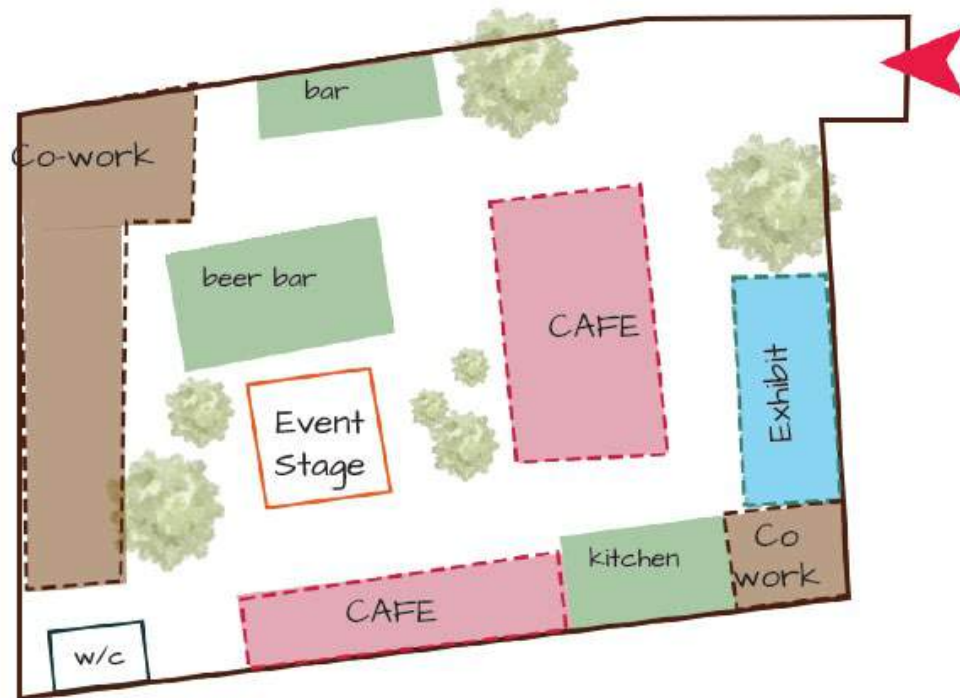 bar
Co-work
beer bar
CAFE
Exhibit
Event
Stage
Co
work
kitchen
CAFE
w/c